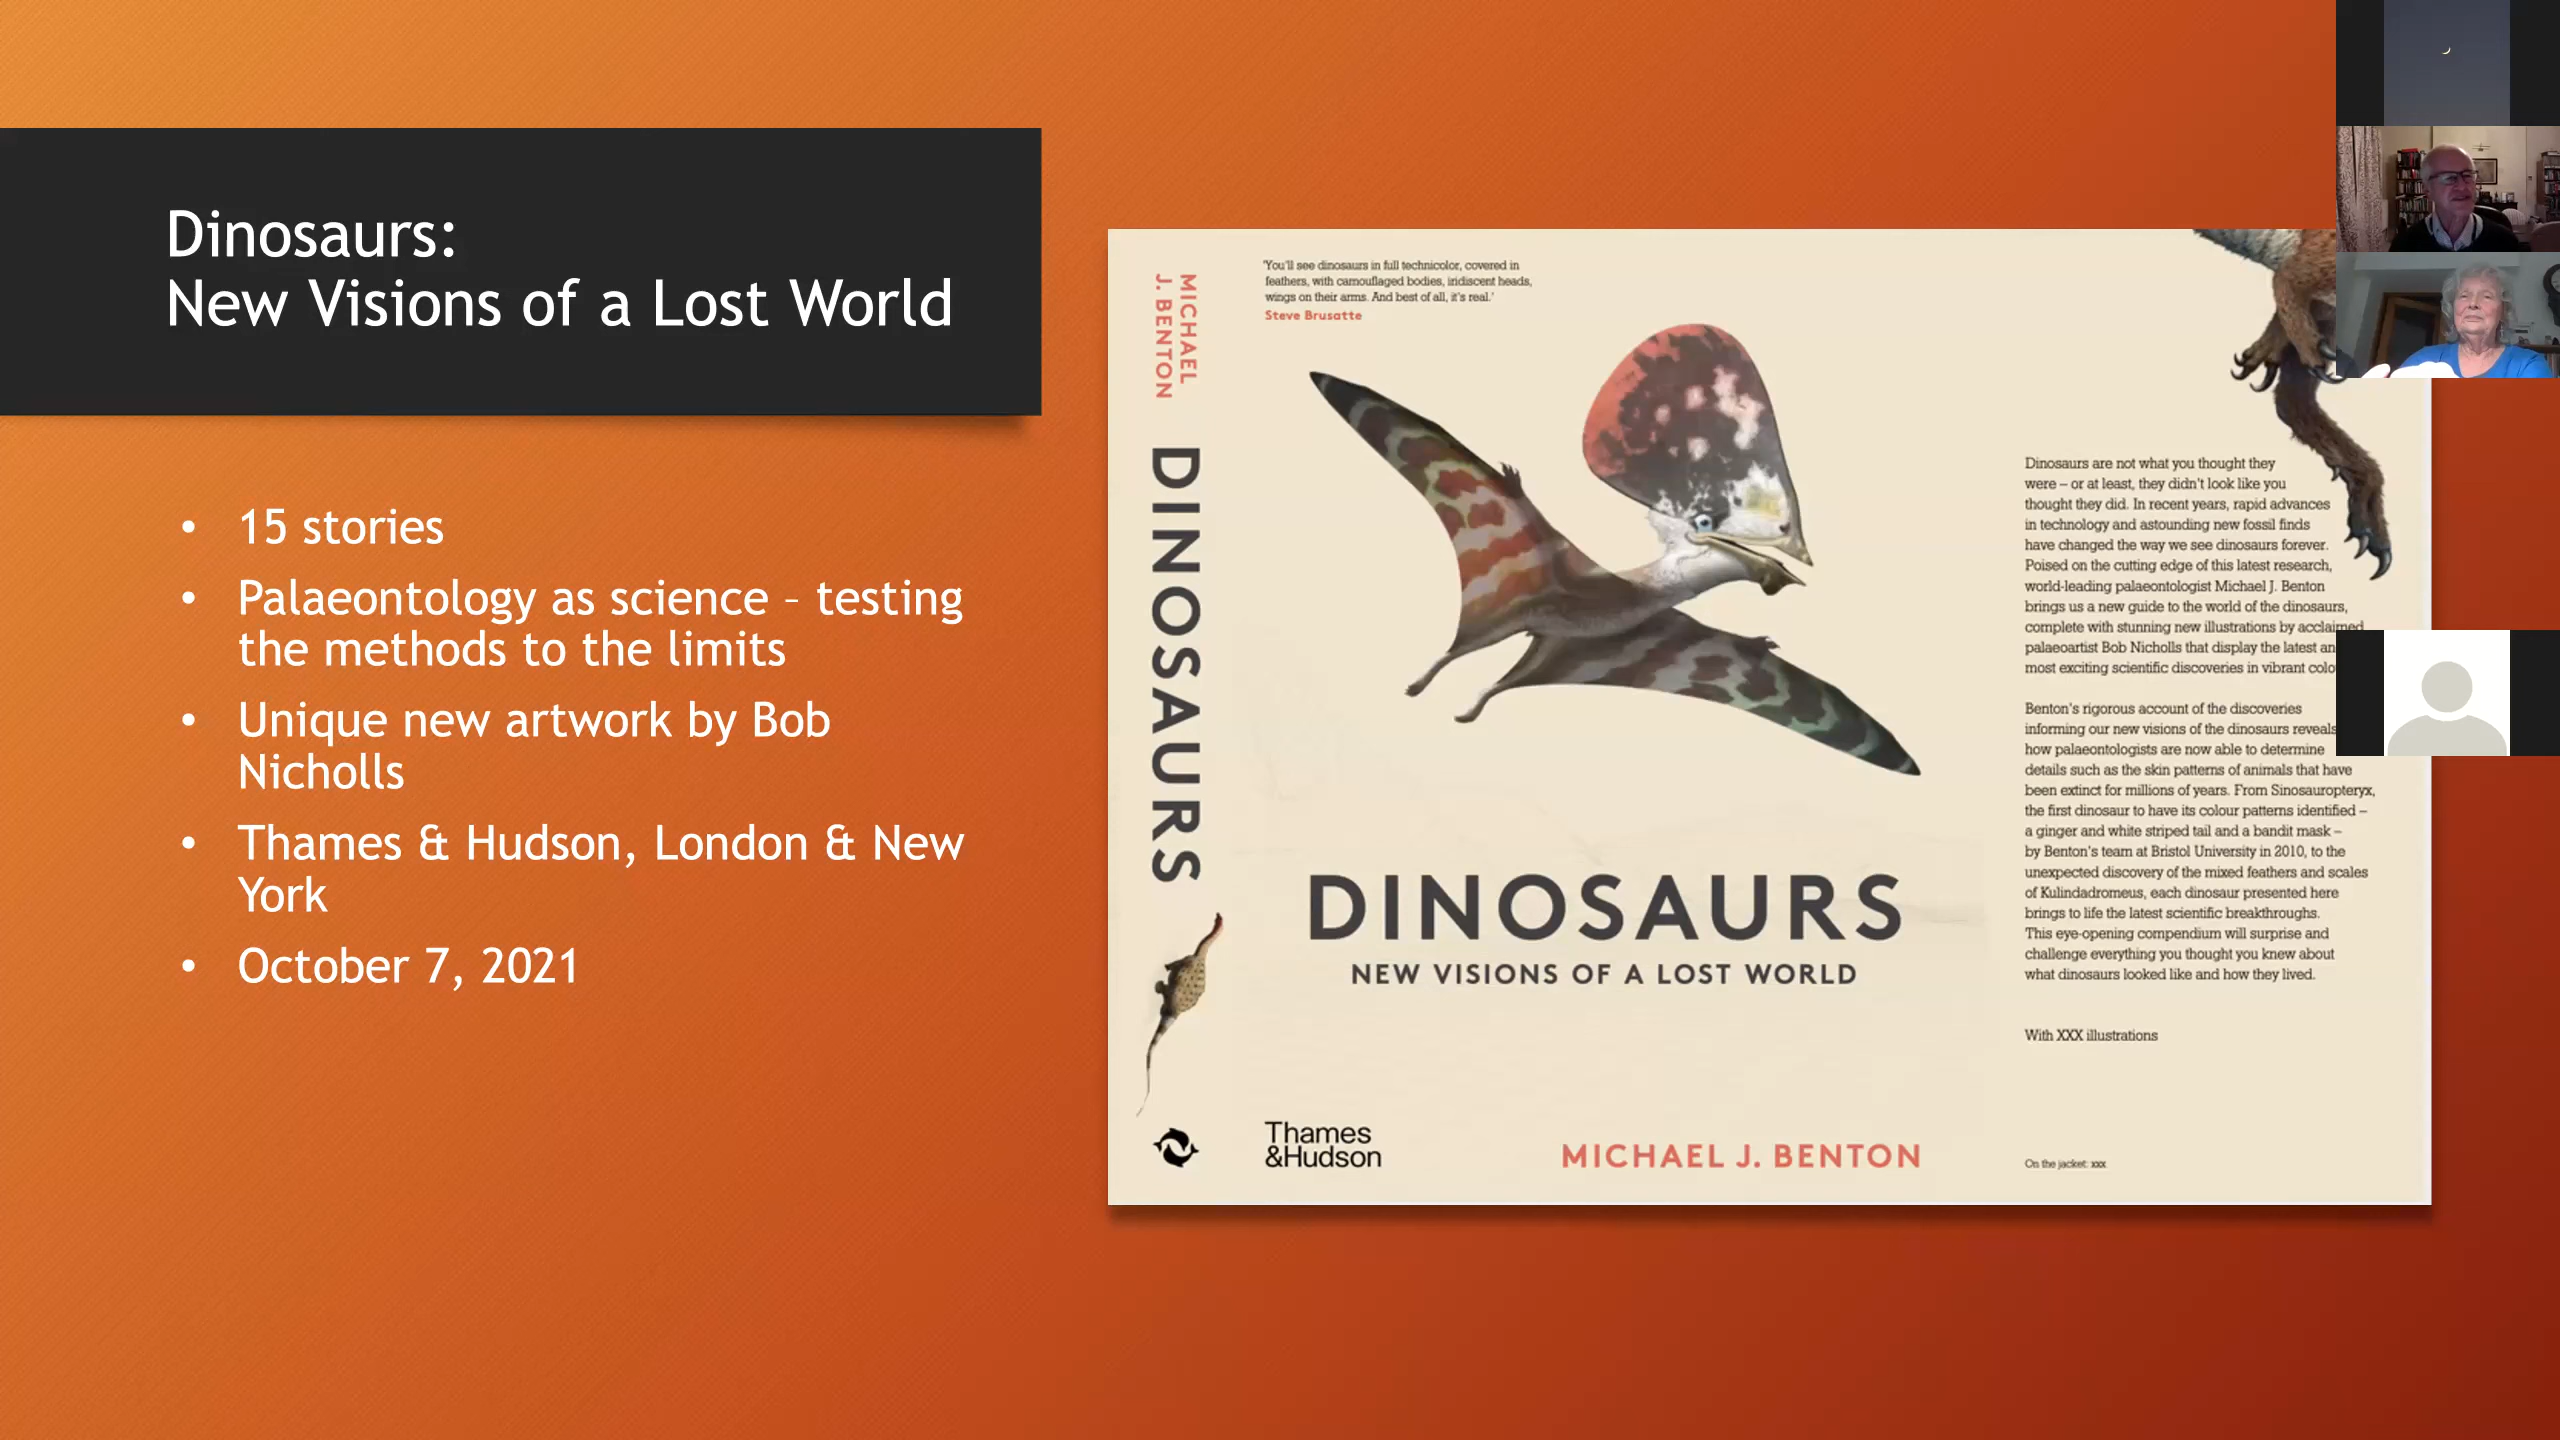 Dinosaurs:
New Visions of a Lost World
15 stories
Palaeontology as science – testing
the methods to the limits
Unique new artwork by Bob
Nicholls
Thames & Hudson, London & New
York
October 7, 2021
MICHAEL
J. BENTON
DINOSAURS
'You'll see dinosaurs in full technicolor, covered in
feathers, with camouflaged bodies, iridiscent heads,
wings on their arms. And best of all, it's real.'
Steve Brusatte
DINOSAURS
NEW VISIONS OF A LOST WORLD
Thames
&Hudson
MICHAEL J. BENTON
Dinosaurs are not what you thought they
were – or at least, they didn't look like you
thought they did. In recent years, rapid advances
in technology and astounding new fossil finds
have changed the way we see dinosaurs forever.
Poised on the cutting edge of this latest research,
world-leading palaeontologist Michael J. Benton
brings us a new guide to the world of the dinosaurs,
complete with stunning new illustrations by acclaimed
palaeoartist Bob Nicholls that display the latest
most exciting scientific discoveries in vibrant
Benton's rigorous account of the discoveries
informing our new visions of the dinosaurs reveals
how palaeontologists are now able to determine
details such as the skin patterns of animals that have
been extinct for millions of years. From Sinosauropteryx,
the first dinosaur to have its colour patterns identified –
a ginger and white striped tail and a bandit mask –
by Benton's team at Bristol University in 2010, to the
unexpected discovery of the mixed feathers and scales
of Kulindadromeus, each dinosaur presented here
brings to life the latest scientific breakthroughs.
This eye-opening compendium will surprise and
challenge everything you thought you knew about
what dinosaurs looked like and how they lived.
With XXX illustrations
On the jacket: xxx